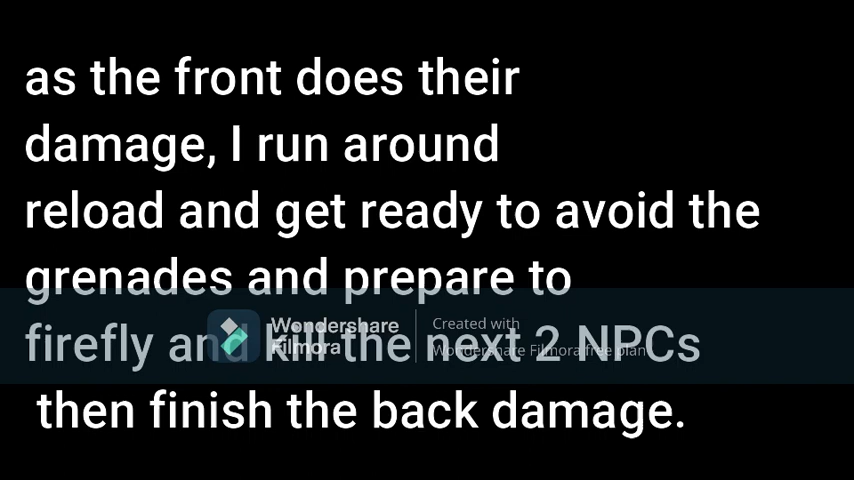 as the front does their
damage, I run around
reload and get ready to avoid the
grenades and prepare to
firefly and kill the next 2 NPCs
then finish the back damage.
Wondershare
Filmora
Created with
Wondershare Filmora free plan